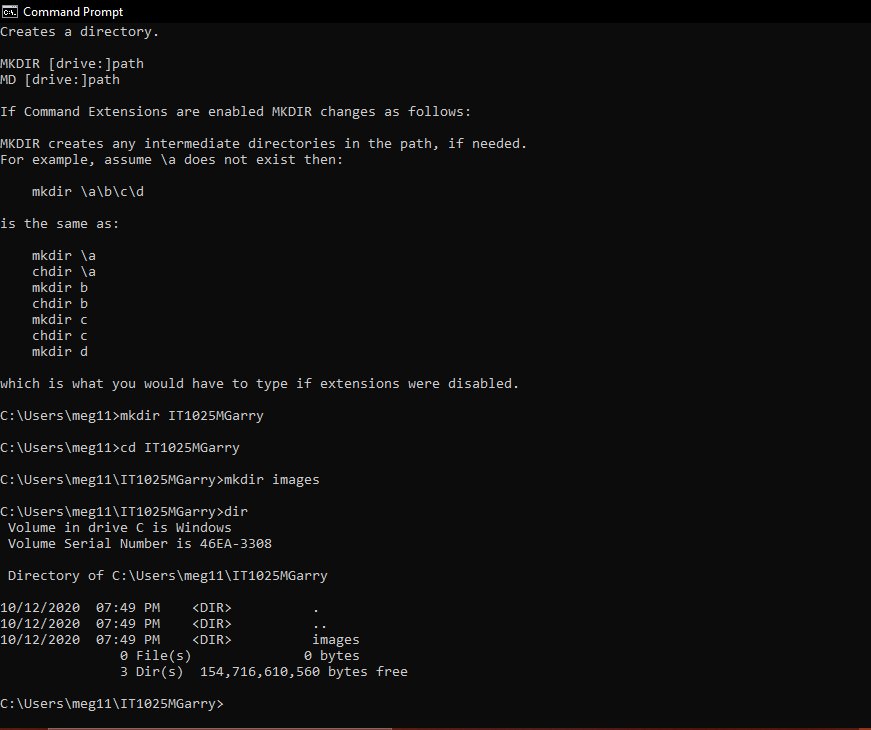 Command Prompt
Creates a directory.
MKDIR [drive:]path
MD [drive:]path
If Command Extensions are enabled MKDIR changes as follows:
MKDIR creates any intermediate directories in the path, if needed.
For example, assume \a does not exist then:
    mkdir \a\b\c\d
is the same as:
    mkdir \a
    chdir \a
    mkdir b
    chdir b
    mkdir c
    chdir c
    mkdir d
which is what you would have to type if extensions were disabled.
C:\Users\meg11>mkdir IT1025MGarry
C:\Users\meg11>cd IT1025MGarry
C:\Users\meg11\IT1025MGarry>mkdir images
C:\Users\meg11\IT1025MGarry>dir
 Volume in drive C is Windows
 Volume Serial Number is 46EA-3308
 Directory of C:\Users\meg11\IT1025MGarry
10/12/2020  07:49 PM    <DIR>          .
10/12/2020  07:49 PM    <DIR>          ..
10/12/2020  07:49 PM    <DIR>          images
               0 File(s)              0 bytes
               3 Dir(s)  154,716,610,560 bytes free
C:\Users\meg11\IT1025MGarry>